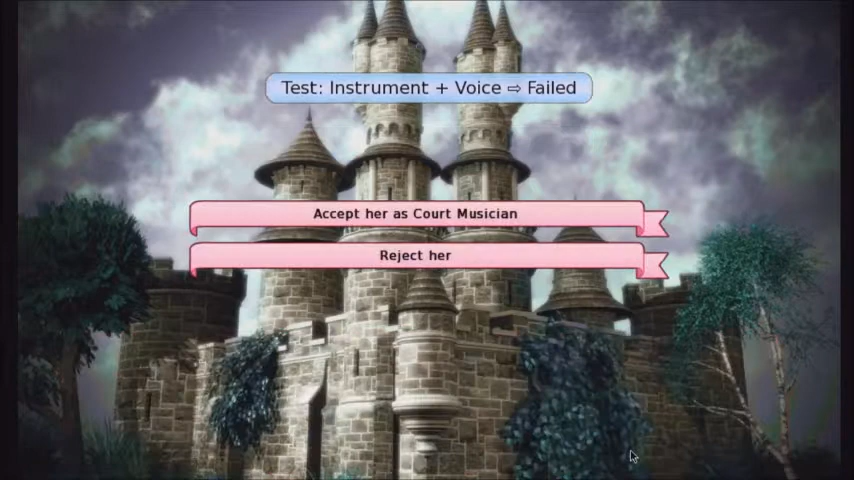 Test: Instrument + Voice ⇨ Failed
Accept her as Court Musician
Reject her